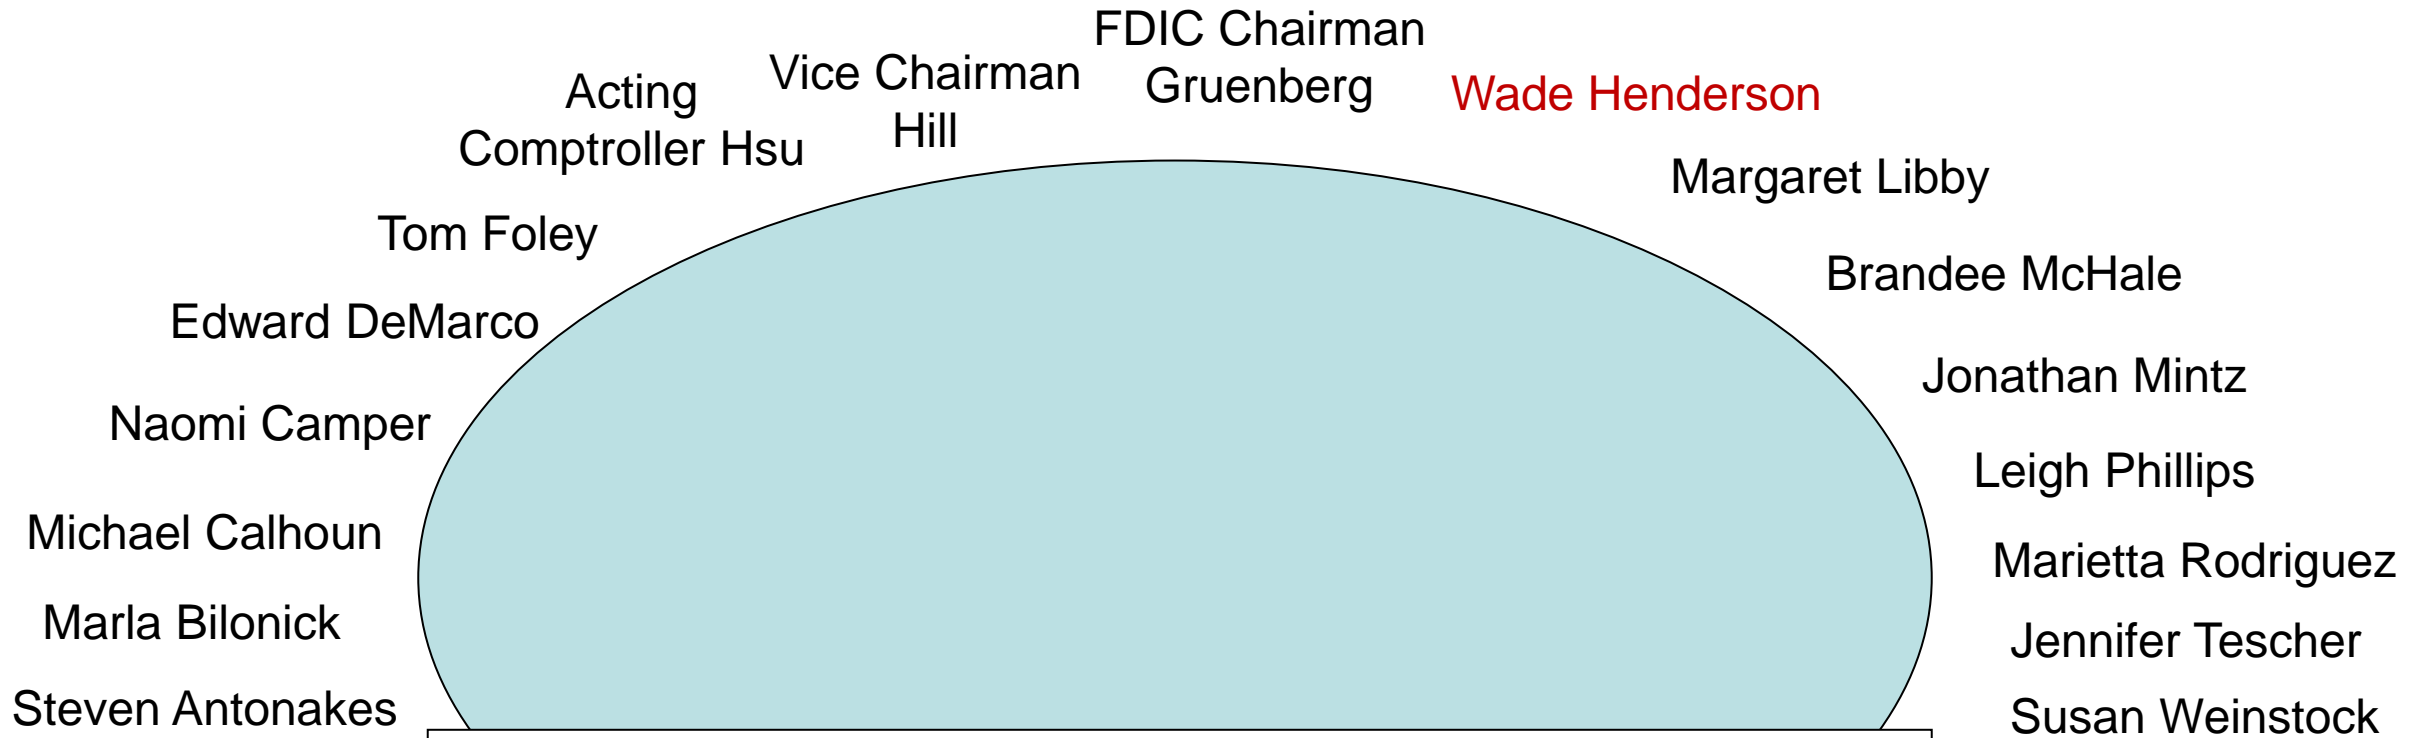 FDIC Chairman
Gruenberg
Vice Chairman
Hill
Acting
Comptroller Hsu
Wade Henderson
Margaret Libby
Tom Foley
Brandee McHale
Edward DeMarco
Jonathan Mintz
Naomi Camper
Leigh Phillips
Michael Calhoun
Marietta Rodriguez
Marla Bilonick
Jennifer Tescher
Steven Antonakes
Susan Weinstock